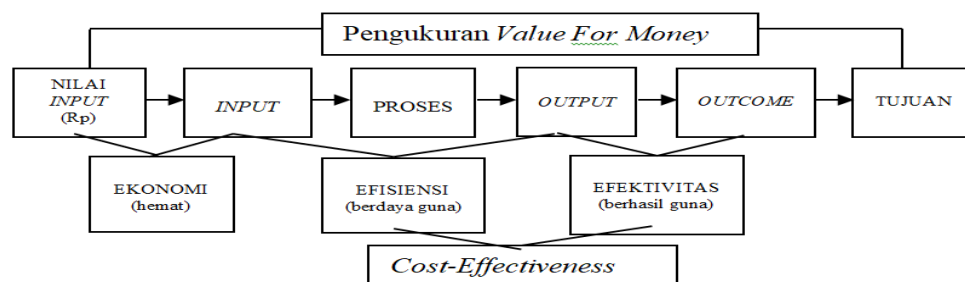 Pengukuran Value For Money
NILAI
INPUT
(Rp)
INPUT
PROSES
OUTPUT
OUTCOME
TUJUAN
EKONOMI
(hemat)
EFISIENSI
(berdaya guna)
EFEKTIVITAS
(berhasil guna)
Cost-Effectiveness